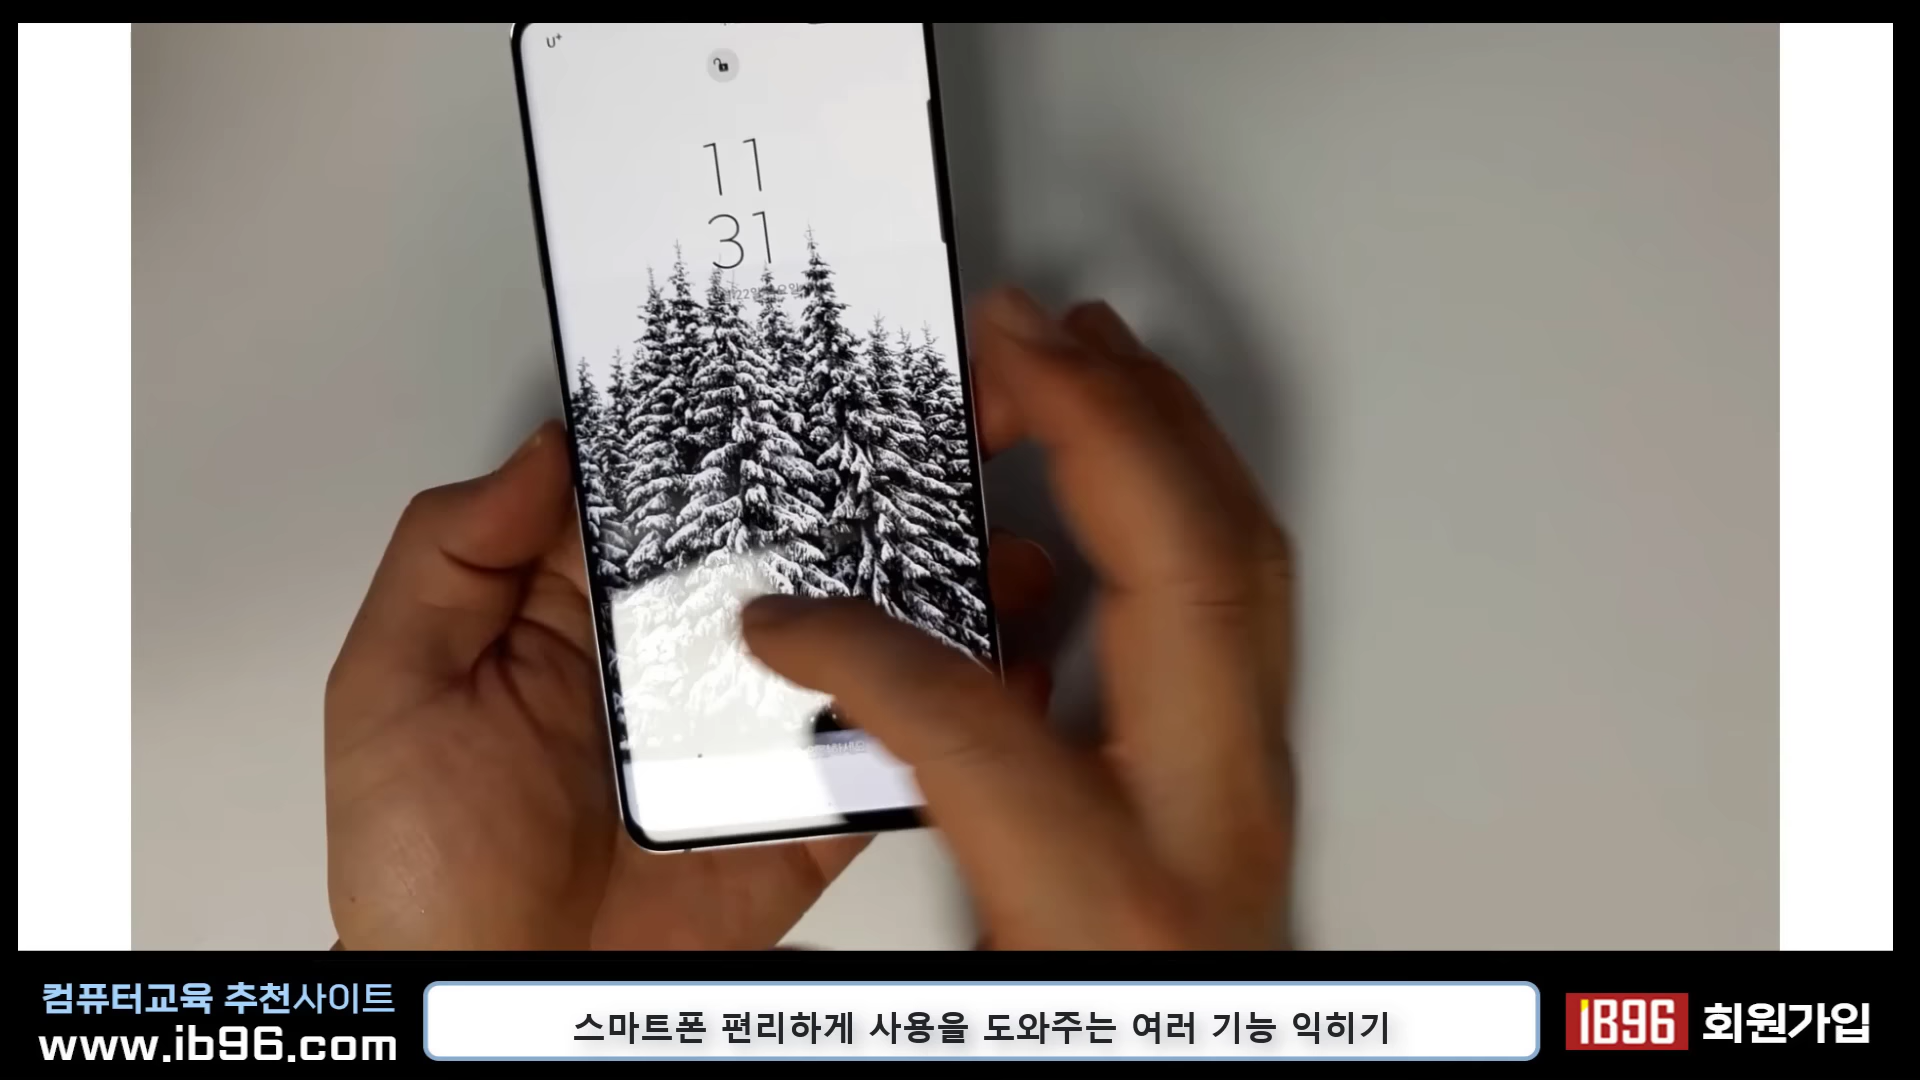 U+
11
31
컴퓨터교육 추천사이트
www.ib96.com
스마트폰 편리하게 사용을 도와주는 여러 기능 익히기
IB96 회원가입